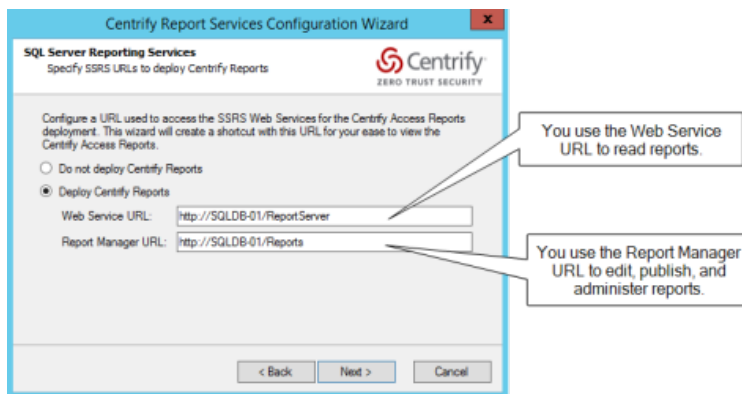 Centrify Report Services Configuration Wizard
x
SQL Server Reporting Services
Specify SSRS URLs to deploy Centrify Reports
Centrify
ZERO TRUST SECURITY
Configure a URL used to access the SSRS Web Services for the Centrify Access Reports
deployment. This wizard will create a shortcut with this URL for your ease to view the
Centrify Access Reports.
Do not deploy Centrify Reports
Deploy Centrify Reports
Web Service URL: http://SQLDB-01/ReportServer
Report Manager URL: http://SQLDB-01/Reports
You use the Web Service
URL to read reports.
You use the Report Manager
URL to edit, publish, and
administer reports.
< Back Next > Cancel